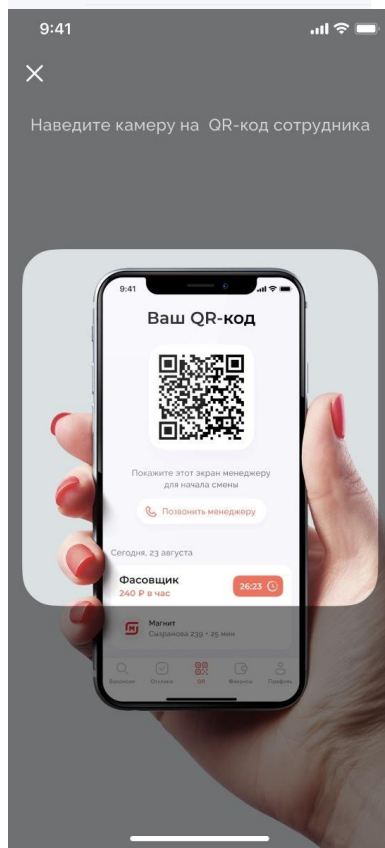 9:41
Наведите камеру на QR-код сотрудника
9:41
Ваш QR-код
Покажите этот экран менеджеру
для начала смены
Позвонить менеджеру
Сегодня, 23 августа
Фасовщик
240 ₽ в час
26:23
Магнит
Сызранова 239 • 25 мин
Вакансии Отклики QR Финансы Профиль